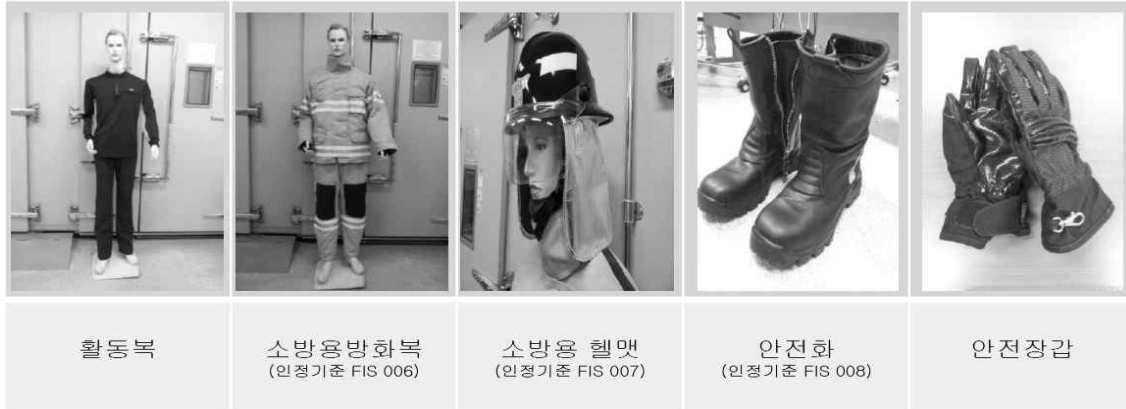 활동복
소방용방화복
(인정기준 FIS 006)
소방용 헬맷
(인정기준 FIS 007)
안전화
(인정기준 FIS 008)
안전장갑